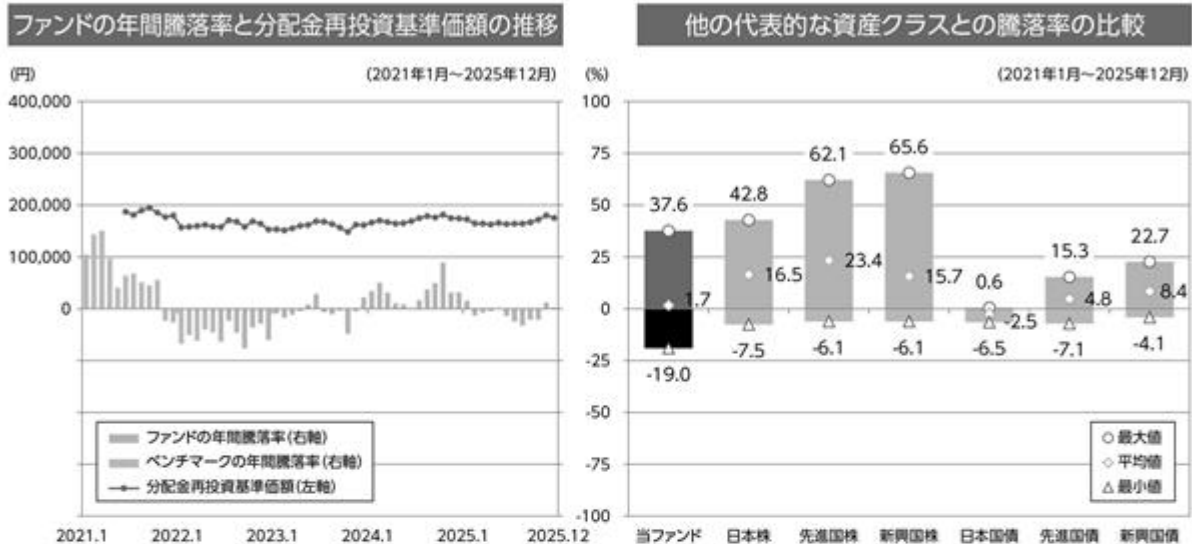 ファンドの年間騰落率と分配金再投資基準価額の推移
(円)
(2021年1月~2025年12月)
400,000
300,000
200,000
100,000
0
ファンドの年間騰落率(右軸)
ベンチマークの年間騰落率(右軸)
分配金再投資基準価額(左軸)
2021.1 2022.1 2023.1 2024.1 2025.1 2025.12
他の代表的な資産クラスとの騰落率の比較
(%)
(2021年1月~2025年12月)
100
75
50
25
0
-25
-50
-75
-100
37.6 42.8 62.1 65.6 0.6 15.3 22.7
1.7 16.5 23.4 15.7 -2.5 4.8 8.4
-19.0 -7.5 -6.1 -6.1 -6.5 -7.1 -4.1
最大値
平均値
最小値
当ファンド 日本株 先進国株 新興国株 日本国債 先進国債 新興国債